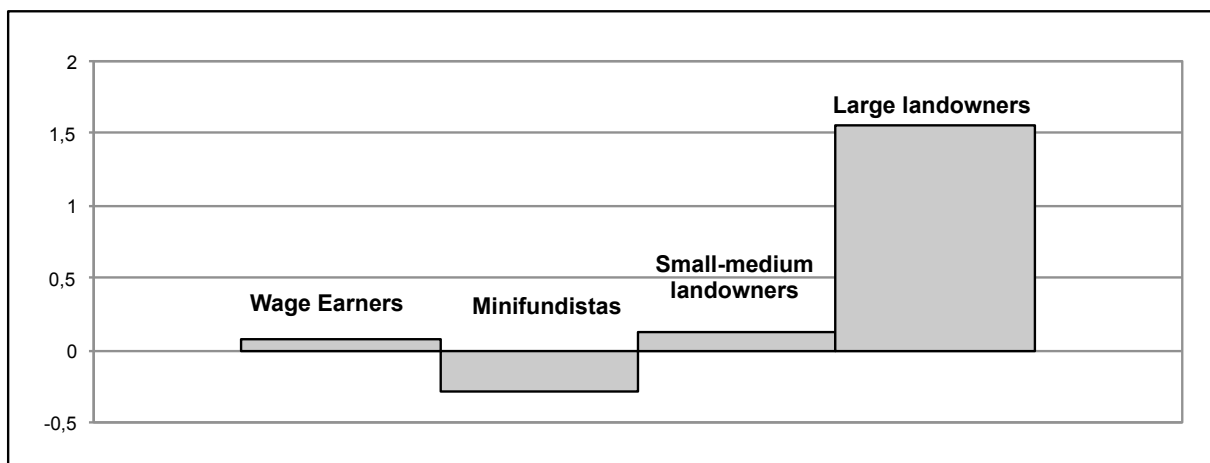 2
Large landowners
1,5
1
Small-medium
landowners
0,5
Wage Earners
Minifundistas
0
-0,5